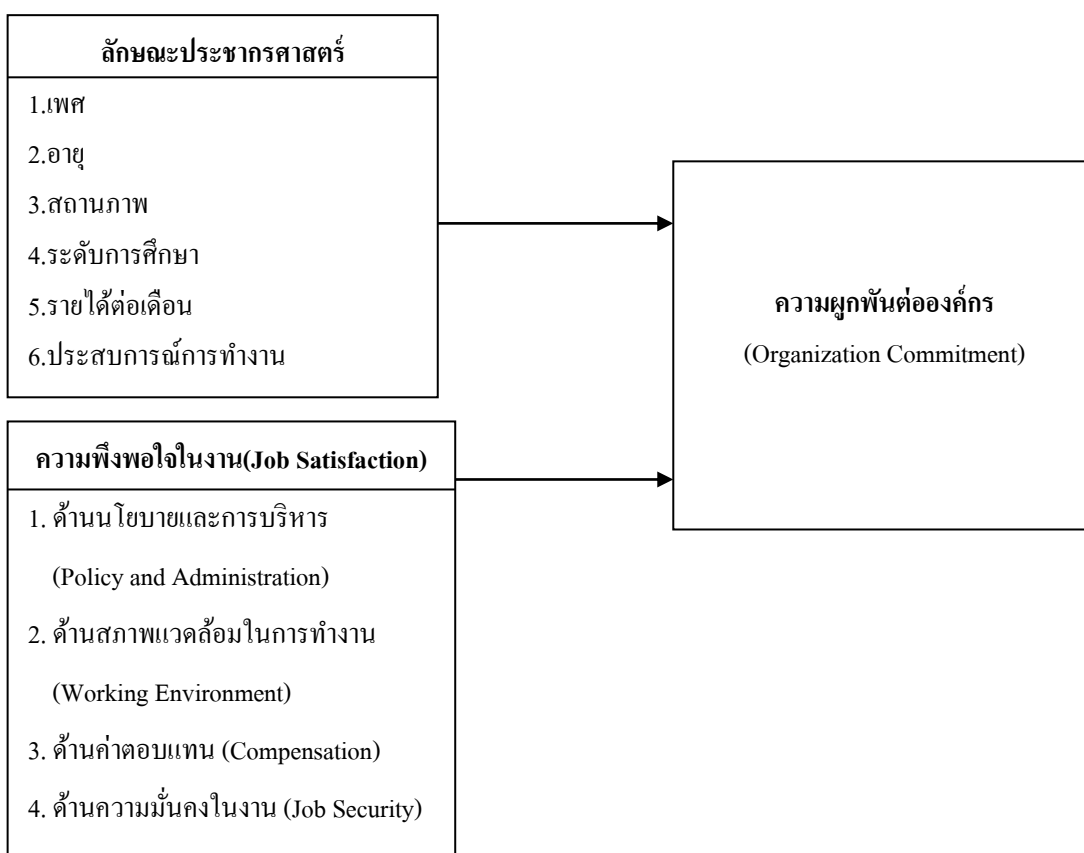 ลักษณะประชากรศาสตร์
1.เพศ
2.อายุ
3.สถานภาพ
4.ระดับการศึกษา
5.รายได้ต่อเดือน
6.ประสบการณ์การทำงาน
ความพึงพอใจในงาน(Job Satisfaction)
1. ด้านนโยบายและการบริหาร
(Policy and Administration)
2. ด้านสภาพแวดล้อมในการทำงาน
(Working Environment)
3. ด้านค่าตอบแทน (Compensation)
4. ด้านความมั่นคงในงาน (Job Security)
ความผูกพันต่อองค์กร
(Organization Commitment)